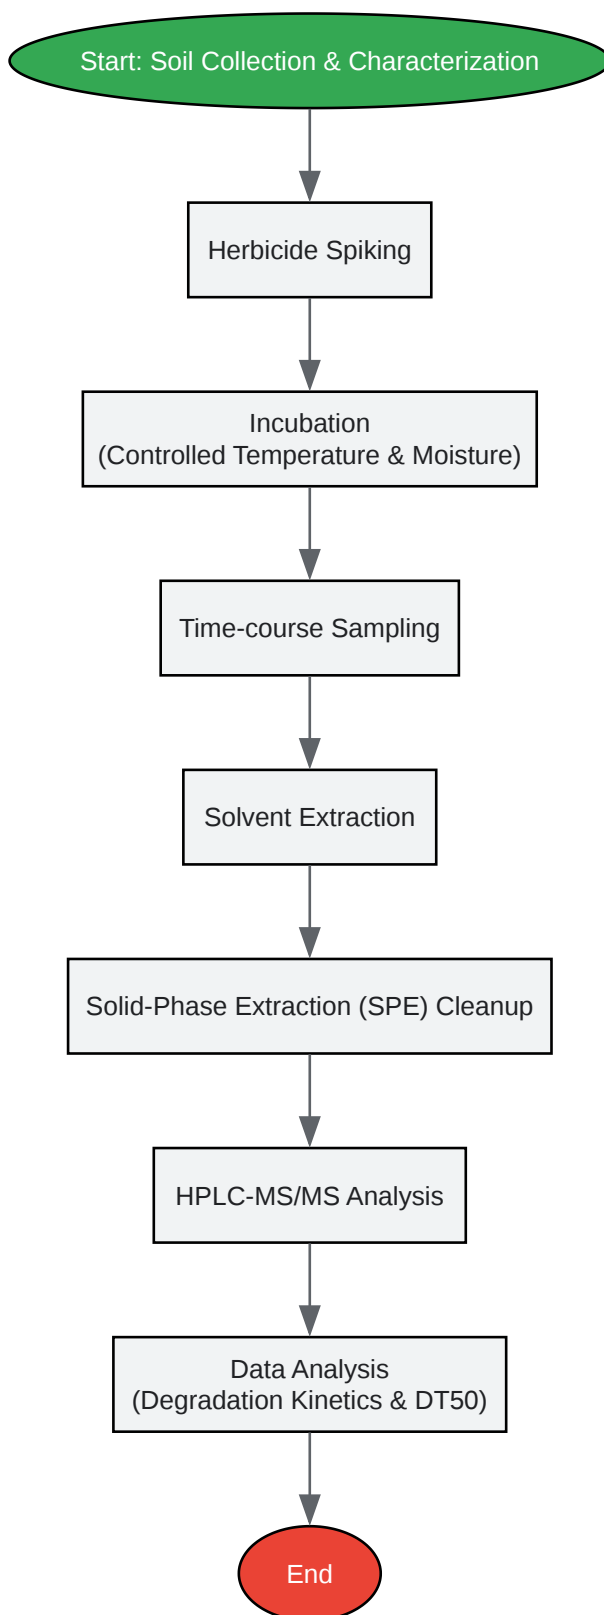 Start: Soil Collection & Characterization
Herbicide Spiking
Incubation
(Controlled Temperature & Moisture)
Time-course Sampling
Solvent Extraction
Solid-Phase Extraction (SPE) Cleanup
HPLC-MS/MS Analysis
Data Analysis
(Degradation Kinetics & DT50)
End